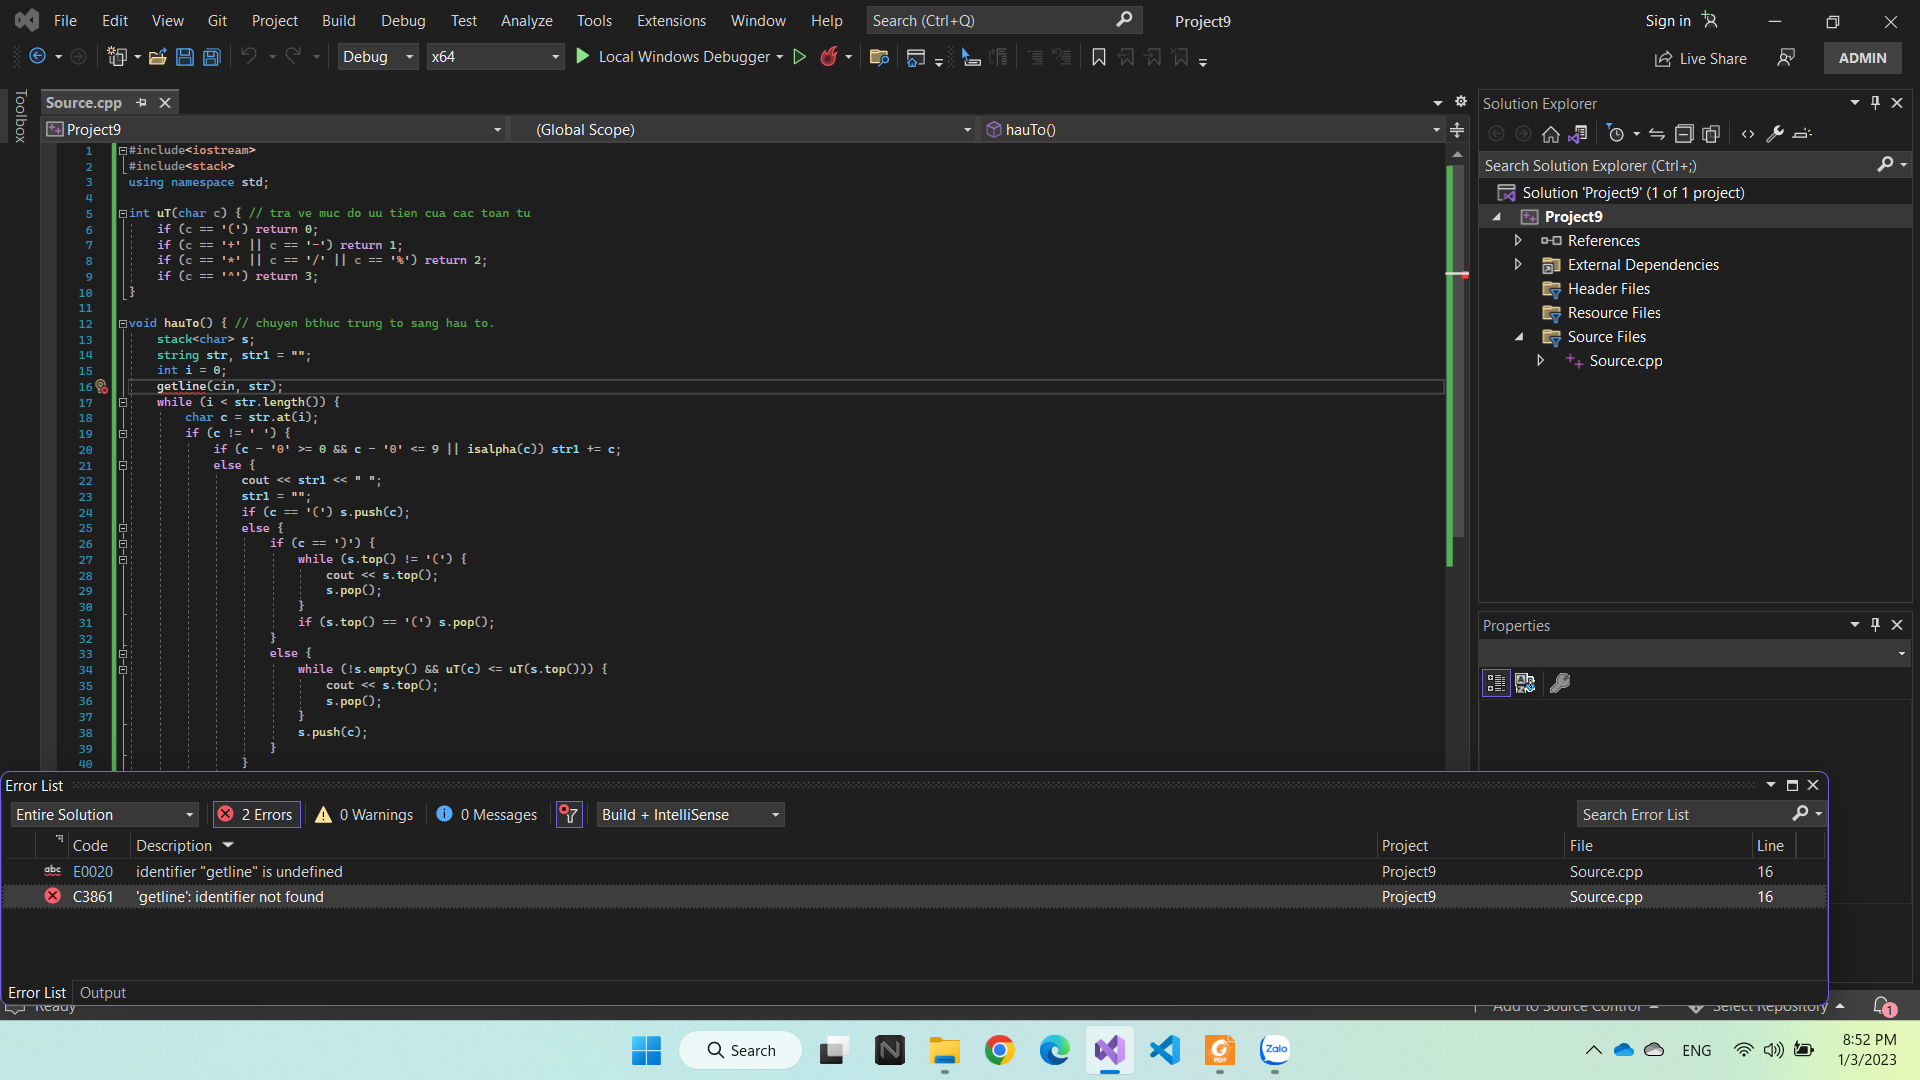 File Edit View Git Project Build Debug Test Analyze Tools Extensions Window Help Search (Ctrl+Q) Project9 Sign in
Debug x64 Local Windows Debugger Live Share ADMIN
Toolbox
Source.cpp
Project9 (Global Scope) hauTo()
1 #include<iostream>
2 #include<stack>
3 using namespace std;
4
5 int uT(char c) { // tra ve muc do uu tien cua cac toan tu
6 if (c == '(') return 0;
7 if (c == '+' || c == '-') return 1;
8 if (c == '*' || c == '/' || c == '%') return 2;
9 if (c == '^') return 3;
10 }
11
12 void hauTo() { // chuyen bthuc trung to sang hau to.
13 stack<char> s;
14 string str, str1 = "";
15 int i = 0;
16 getline(cin, str);
17 while (i < str.length()) {
18 char c = str.at(i);
19 if (c != ' ') {
20 if (c - '0' >= 0 && c - '0' <= 9 || isalpha(c)) str1 += c;
21 else {
22 cout << str1 << " ";
23 str1 = "";
24 if (c == '(') s.push(c);
25 else {
26 if (c == ')') {
27 while (s.top() != '(') {
28 cout << s.top();
29 s.pop();
30 }
31 if (s.top() == '(') s.pop();
32 }
33 else {
34 while (!s.empty() && uT(c) <= uT(s.top())) {
35 cout << s.top();
36 s.pop();
37 }
38 s.push(c);
39 }
40 }
Solution Explorer
Search Solution Explorer (Ctrl+;)
Solution 'Project9' (1 of 1 project)
Project9
References
External Dependencies
Header Files
Resource Files
Source Files
Source.cpp
Properties
Error List
Entire Solution 2 Errors 0 Warnings 0 Messages Build + IntelliSense Search Error List
Code Description Project File Line
abc E0020 identifier "getline" is undefined Project9 Source.cpp 16
C3861 'getline': identifier not found Project9 Source.cpp 16
Error List Output
Ready Add to Source Control Select Repository 1
Search Zalo ENG 8:52 PM
1/3/2023